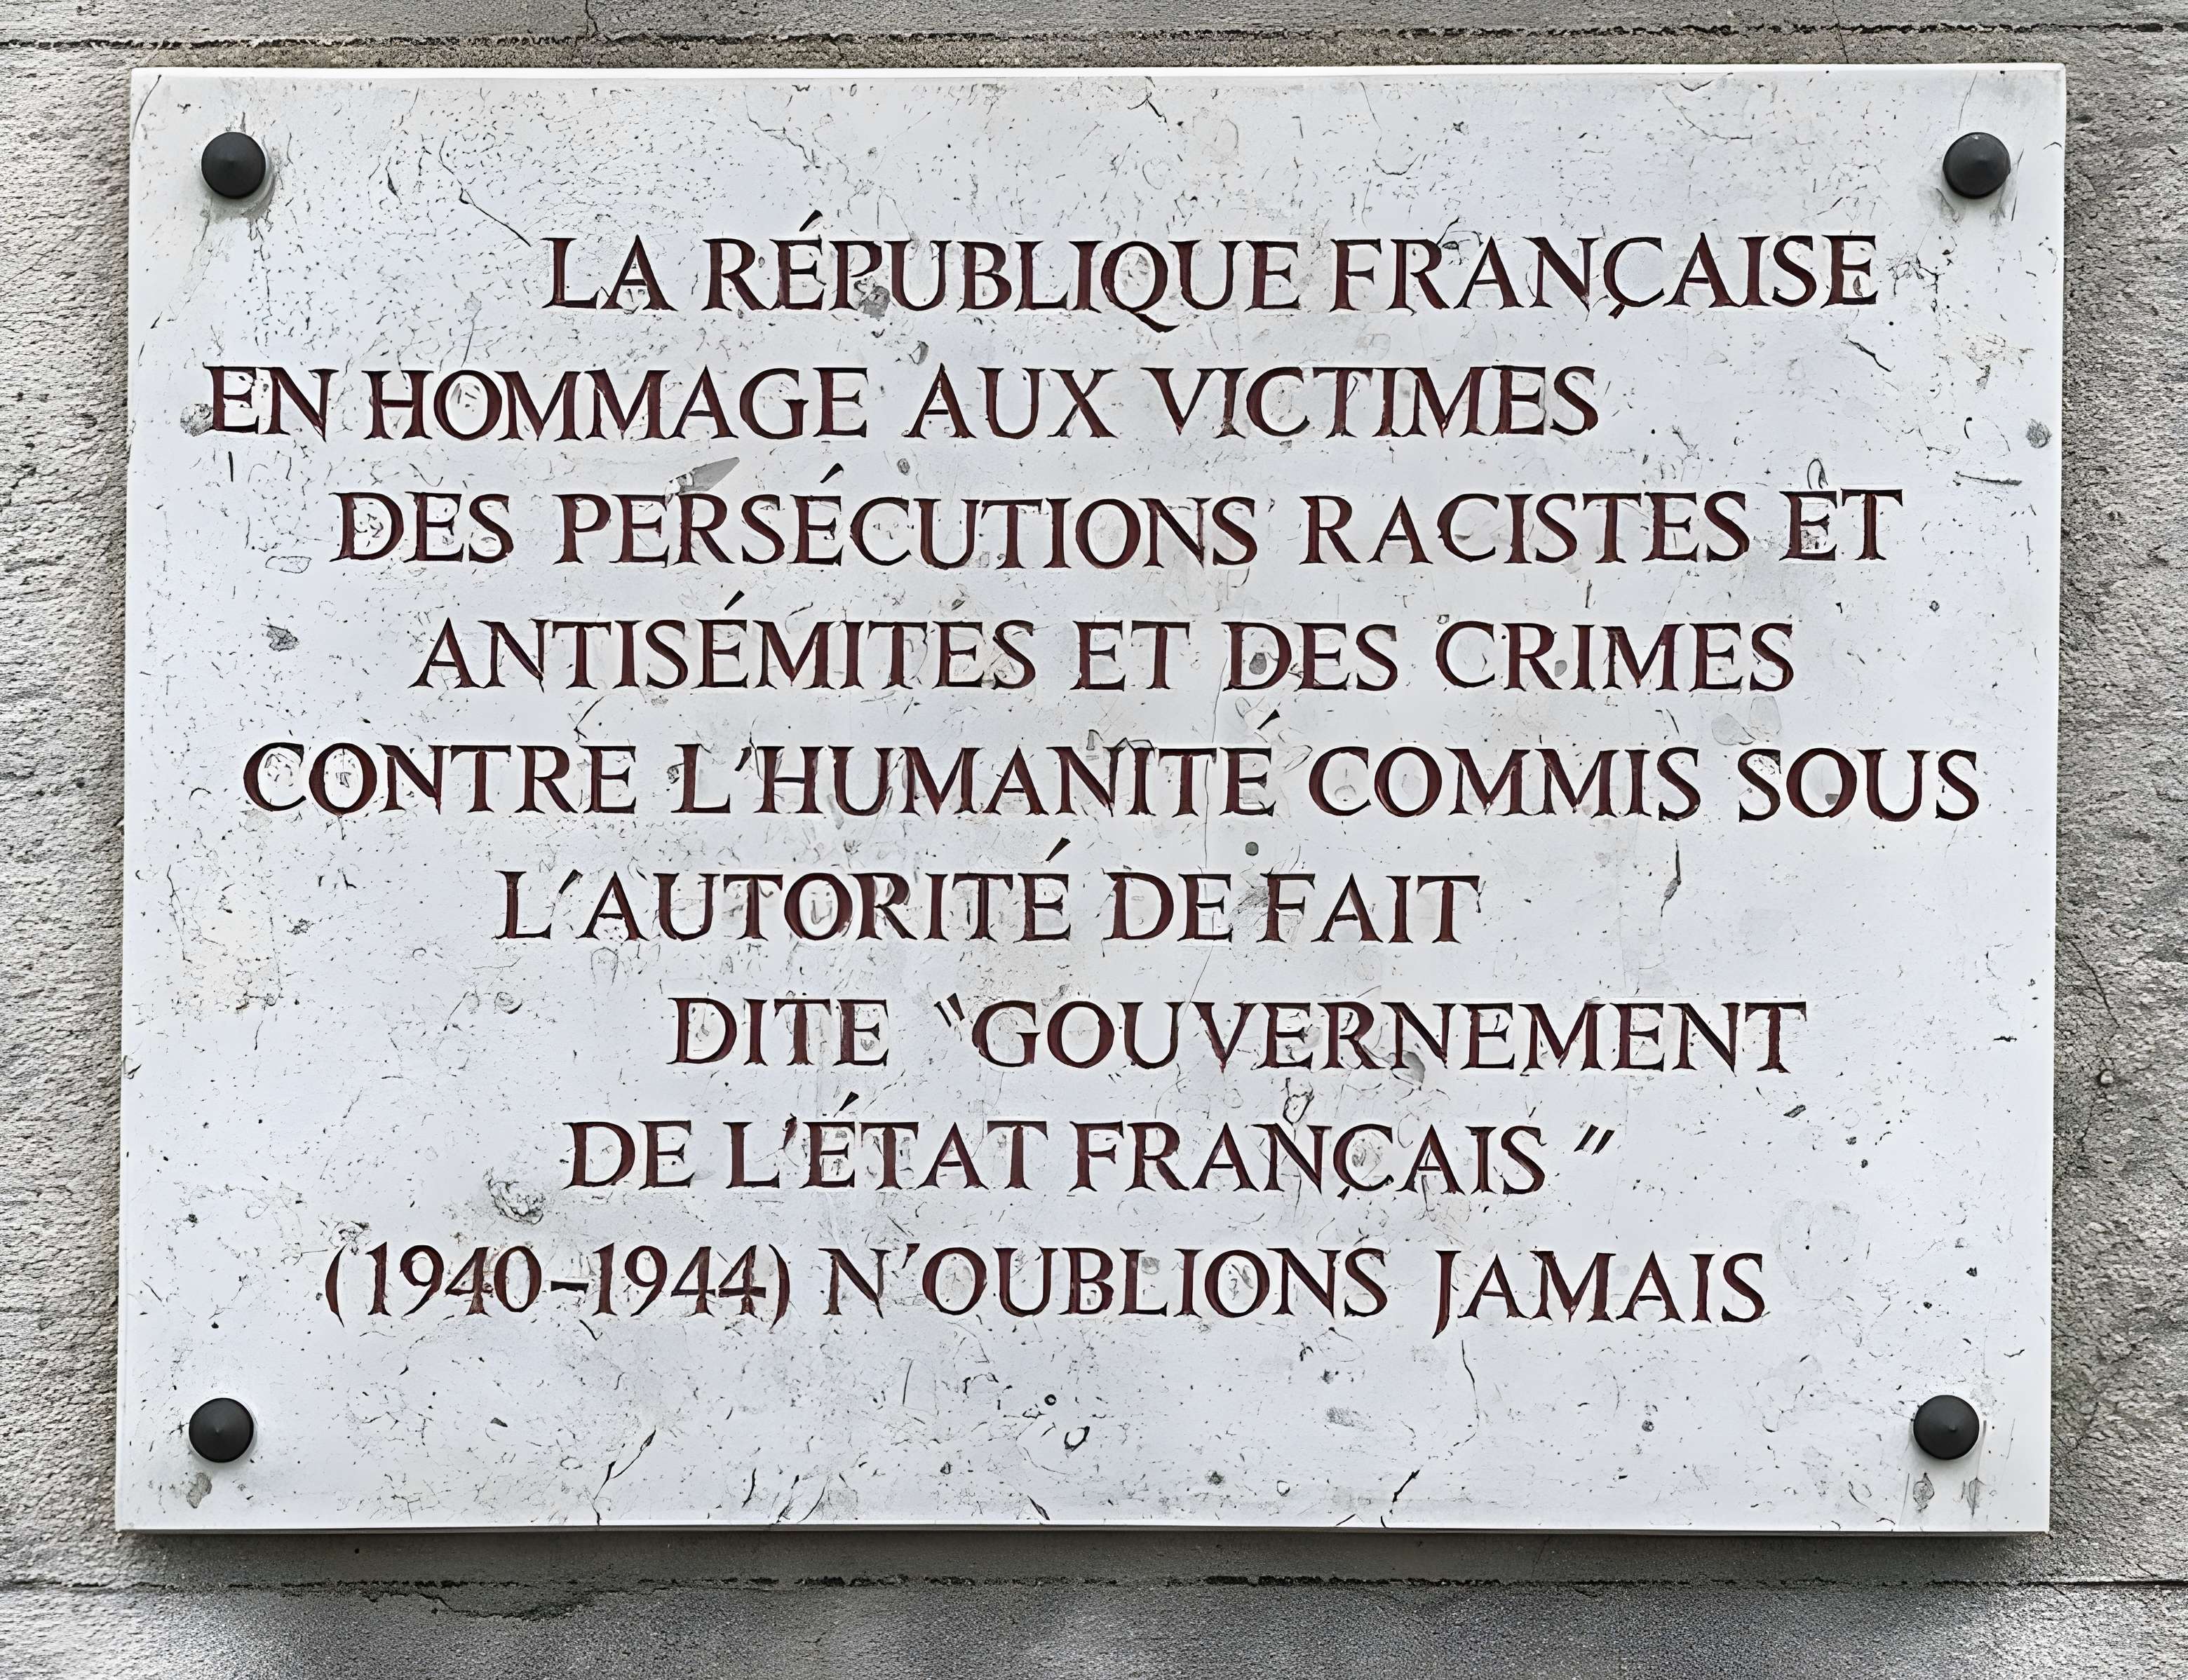 LA RÉPUBLIQUE FRANÇAISE
EN HOMMAGE AUX VICTIMES
DES PERSÉCUTIONS RACISTES ET
ANTISÉMITES ET DES CRIMES
CONTRE L'HUMANITÉ COMMIS SOUS
L'AUTORITÉ DE FAIT
DITE "GOUVERNEMENT
DE L'ÉTAT FRANÇAIS"
(1940-1944) N'OUBLIONS JAMAIS